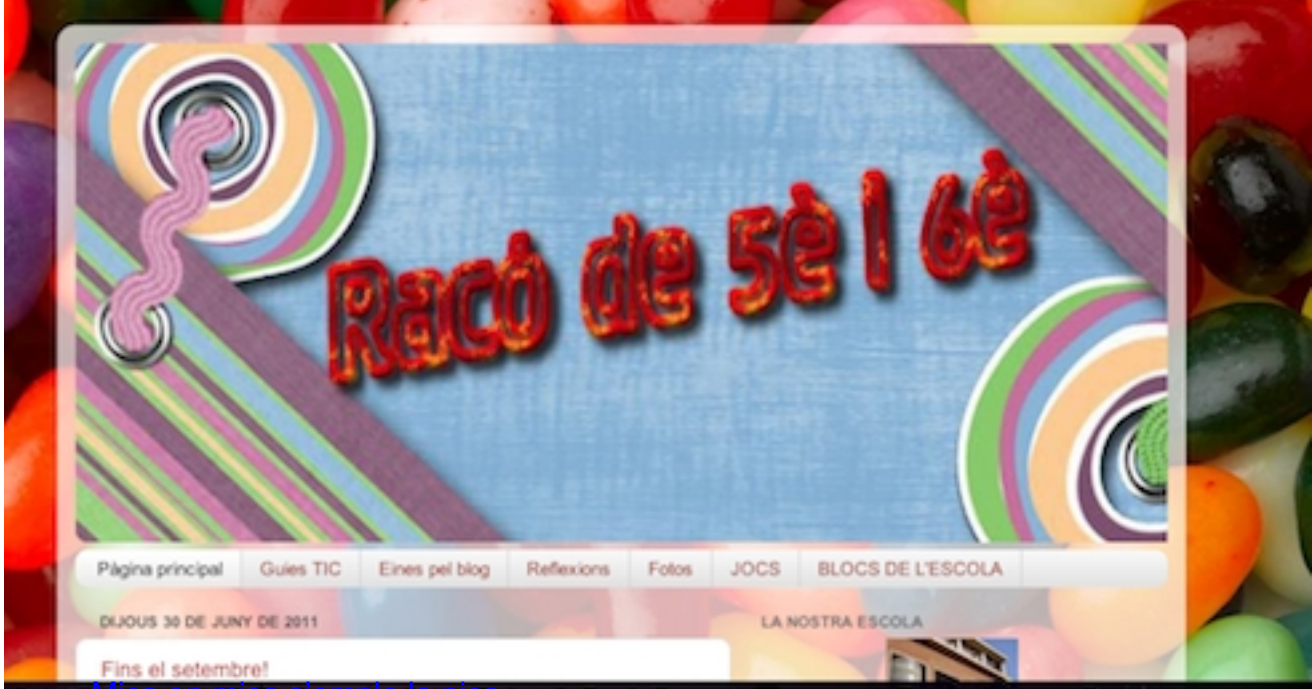 Racó de 5è I 6è
Pàgina principal Guies TIC Eines pel blog Reflexions Fotos JOCS BLOCS DE L'ESCOLA
DIJOUS 30 DE JUNY DE 2011
LA NOSTRA ESCOLA
Fins el setembre!